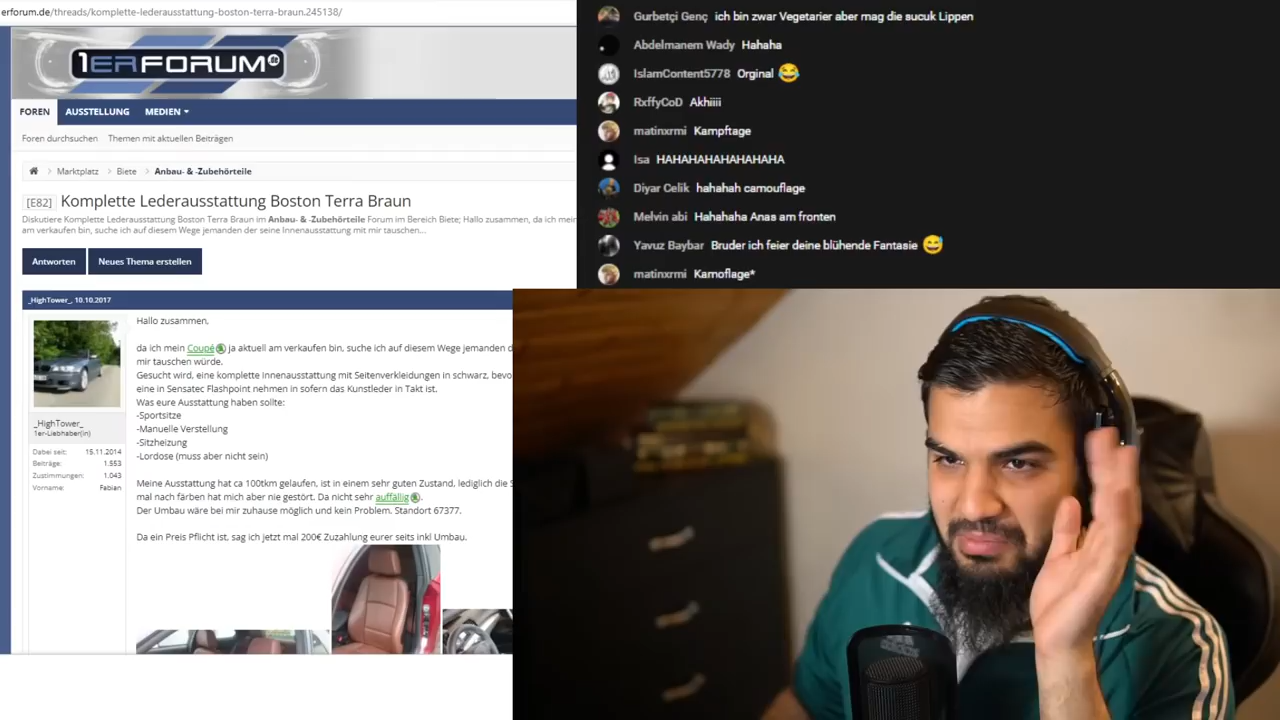 erforum.de/threads/komplette-lederausstattung-boston-terra-braun.245138/
1ERFORUM.de
FOREN AUSSTELLUNG MEDIEN
Foren durchsuchen Themen mit aktuellen Beiträgen
Marktplatz Biete Anbau- & -Zubehörteile
[E82] Komplette Lederausstattung Boston Terra Braun
Diskutiere Komplette Lederausstattung Boston Terra Braun im Anbau- & -Zubehörteile Forum im Bereich Biete; Hallo zusammen, da ich mein
am verkaufen bin, suche ich auf diesem Wege jemanden der seine Innenausstattung mit mir tauschen...
Antworten Neues Thema erstellen
_HighTower_, 10.10.2017
_HighTower_
1er-Liebhaber(in)
Dabei seit: 15.11.2014
Beiträge: 1.553
Zustimmungen: 1.043
Vorname: Fabian
Hallo zusammen,
da ich mein Coupé ja aktuell am verkaufen bin, suche ich auf diesem Wege jemanden d
mir tauschen würde.
Gesucht wird, eine komplette Innenausstattung mit Seitenverkleidungen in schwarz, bevo
eine in Sensatec Flashpoint nehmen in sofern das Kunstleder in Takt ist.
Was eure Ausstattung haben sollte:
-Sportsitze
-Manuelle Verstellung
-Sitzheizung
-Lordose (muss aber nicht sein)
Meine Ausstattung hat ca 100tkm gelaufen, ist in einem sehr guten Zustand, lediglich die S
mal nach färben hat mich aber nie gestört. Da nicht sehr auffällig.
Der Umbau wäre bei mir zuhause möglich und kein Problem. Standort 67377.
Da ein Preis Pflicht ist, sag ich jetzt mal 200€ Zuzahlung eurer seits inkl Umbau.
Gurbetçi Genç ich bin zwar Vegetarier aber mag die sucuk Lippen
Abdelmanem Wady Hahaha
IslamContent5778 Orginal 😂
RxffyCoD Akhiiii
matinxrmi Kampftage
Isa HAHAHAHAHAHAHAHA
Diyar Celik hahahah camouflage
Melvin abi Hahahaha Anas am fronten
Yavuz Baybar Bruder ich feier deine blühende Fantasie 😅
matinxrmi Kamoflage*